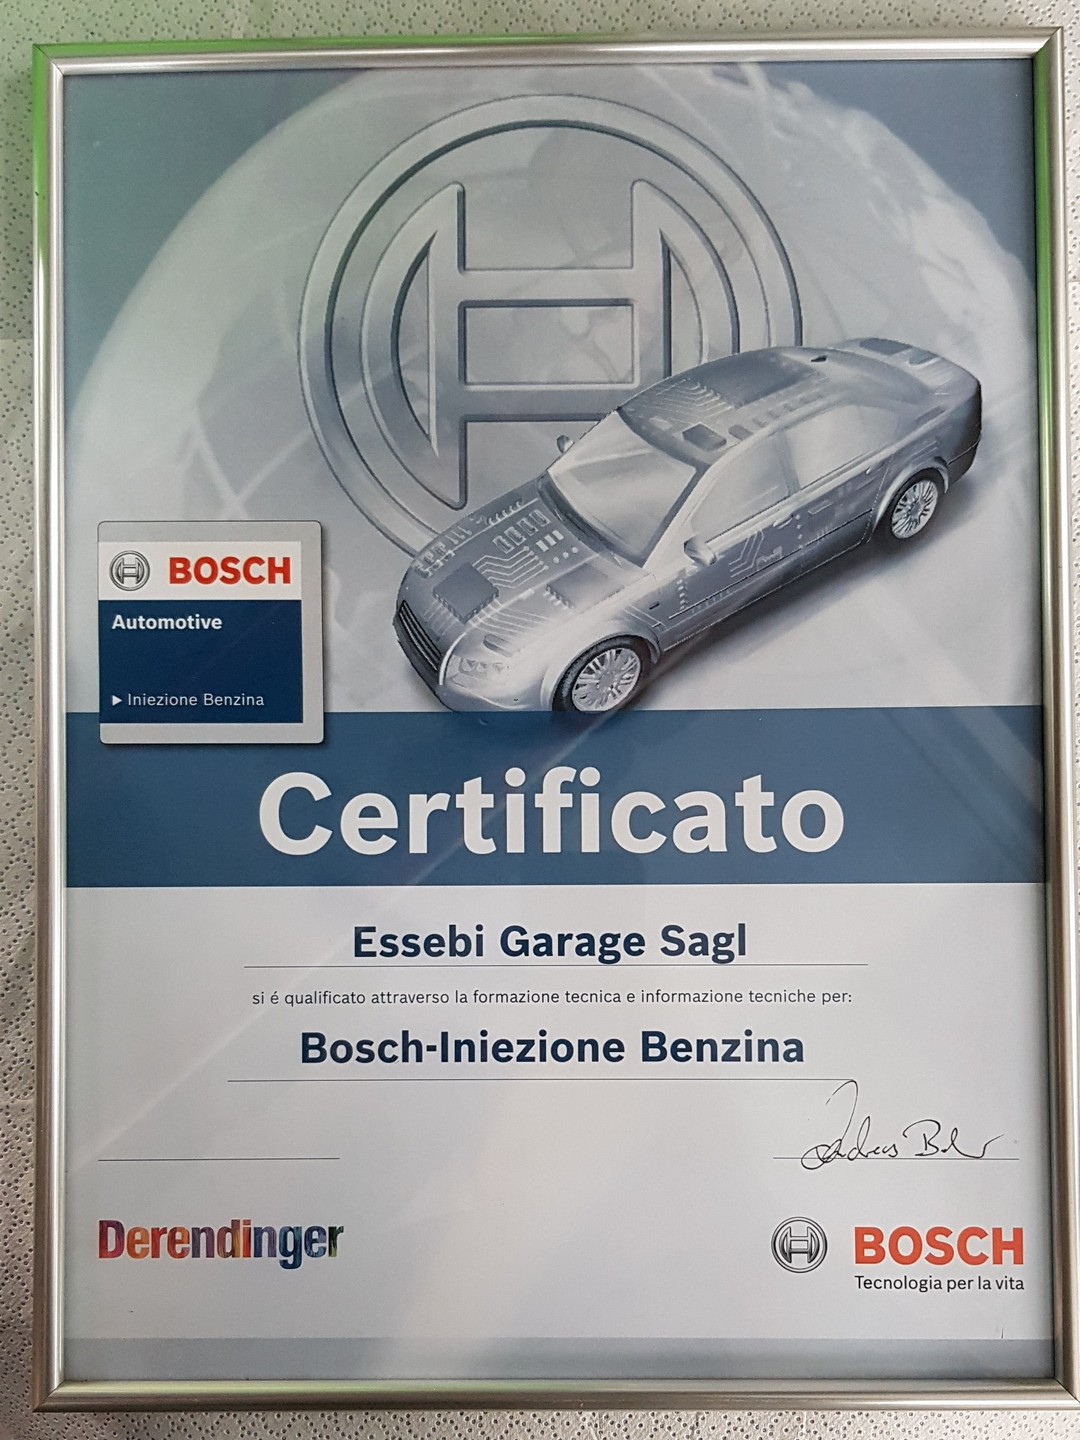 BOSCH
Automotive
▶ Iniezione Benzina
Certificato
Essebi Garage Sagl
si é qualificato attraverso la formazione tecnica e informazione tecniche per:
Bosch-Iniezione Benzina
Derendinger
BOSCH
Tecnologia per la vita